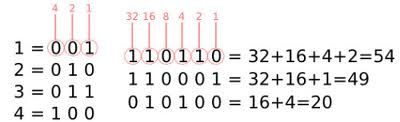 4 2 1
1 = 0 0 1
2 = 0 1 0
3 = 0 1 1
4 = 1 0 0
32 16 8 4 2 1
1 1 0 1 1 0 = 32+16+4+2=54
1 1 0 0 0 1 = 32+16+1=49
0 1 0 1 0 0 = 16+4=20